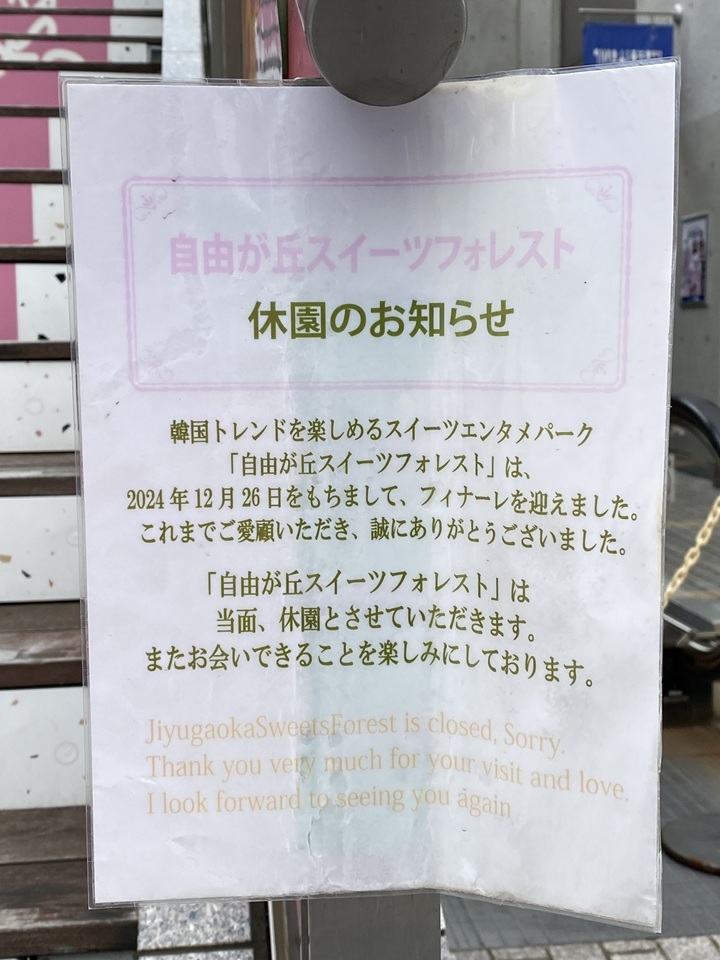 自由が丘スイーツフォレスト
休園のお知らせ
韓国トレンドを楽しめるスイーツエンタメパーク
「自由が丘スイーツフォレスト」は、
2024年12月26日をもちまして、フィナーレを迎えました。
これまでご愛顧いただき、誠にありがとうございました。
「自由が丘スイーツフォレスト」は
当面、休園とさせていただきます。
またお会いできることを楽しみにしております。
JiyugaokaSweetsForest is closed, Sorry.
Thank you very much for your visit and love.
I look forward to seeing you again